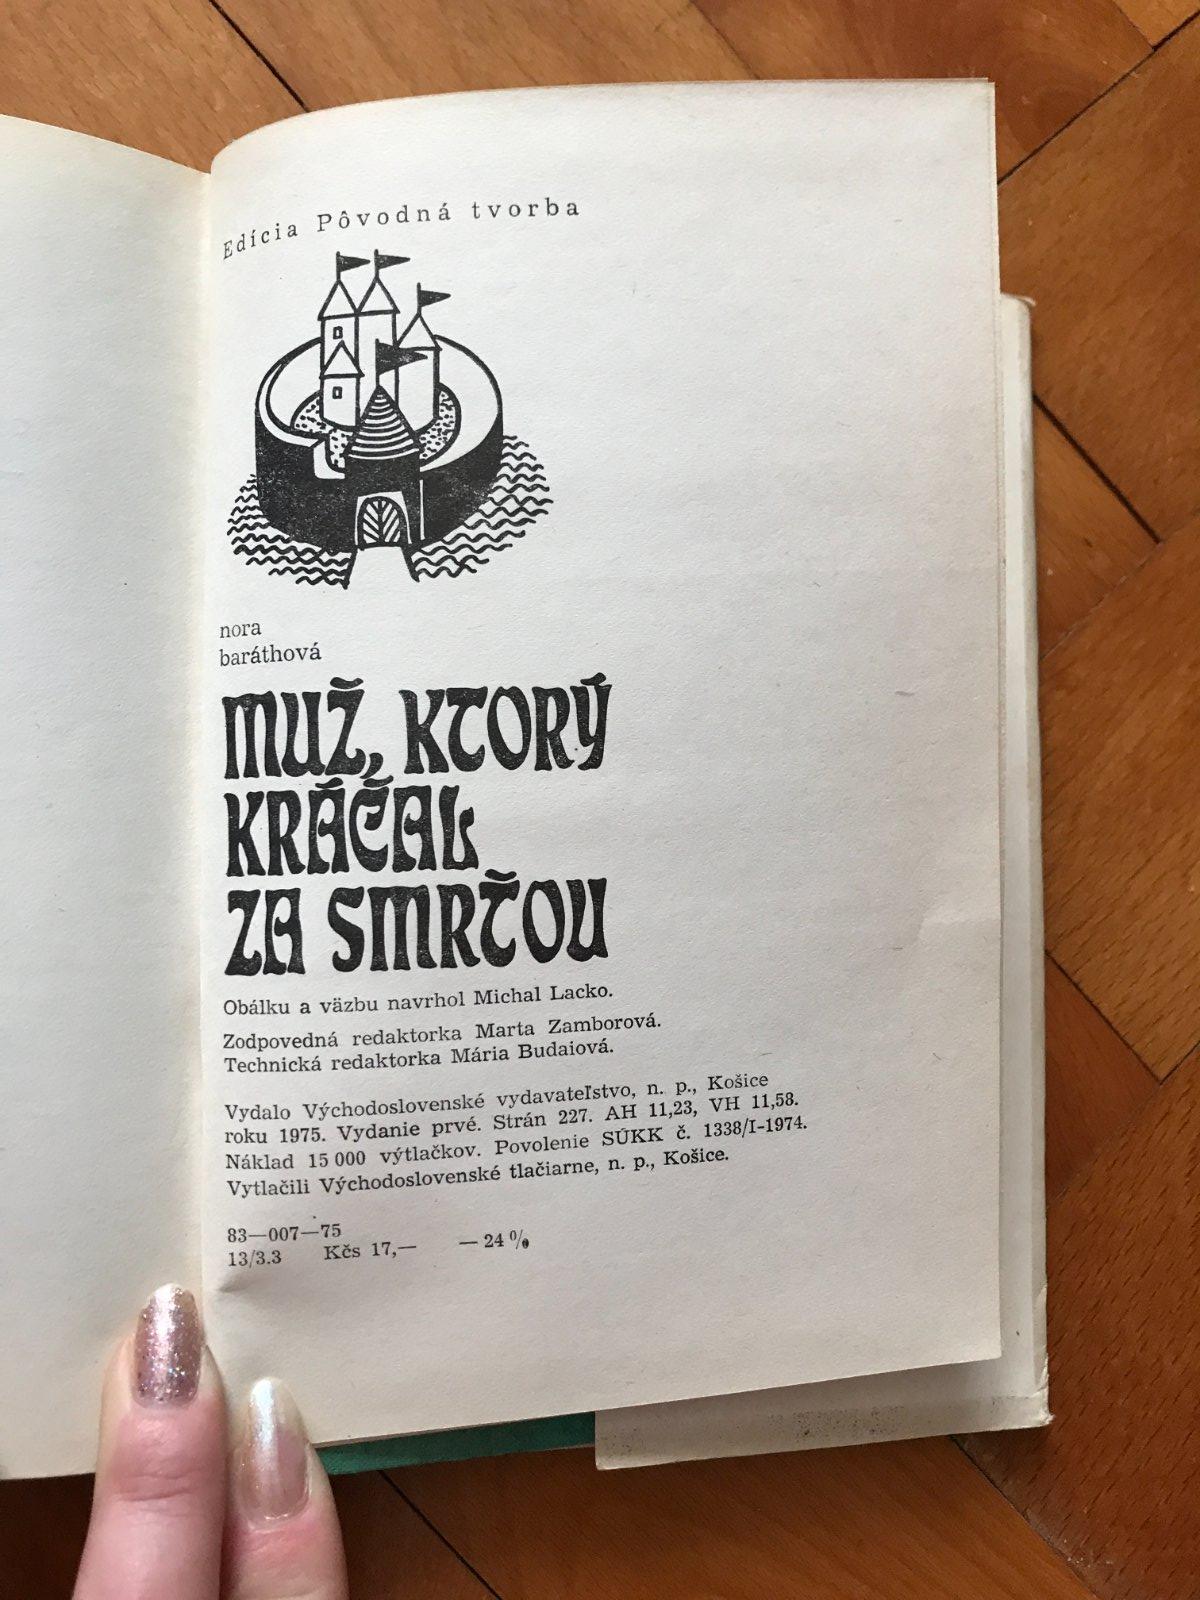 Edícia Pôvodná tvorba
nora
baráthová
MUŽ, KTORÝ
KRÁČAL
ZA SMRŤOU
Obálku a väzbu navrhol Michal Lacko.
Zodpovedná redaktorka Marta Zamborová.
Technická redaktorka Mária Budaiová.
Vydalo Východoslovenské vydavateľstvo, n. p., Košice
roku 1975. Vydanie prvé. Strán 227. AH 11,23, VH 11,58.
Náklad 15 000 výtlačkov. Povolenie SÚKK č. 1338/I-1974.
Vytlačili Východoslovenské tlačiarne, n. p., Košice.
83—007—75
13/3.3 Kčs 17,— — 24 %